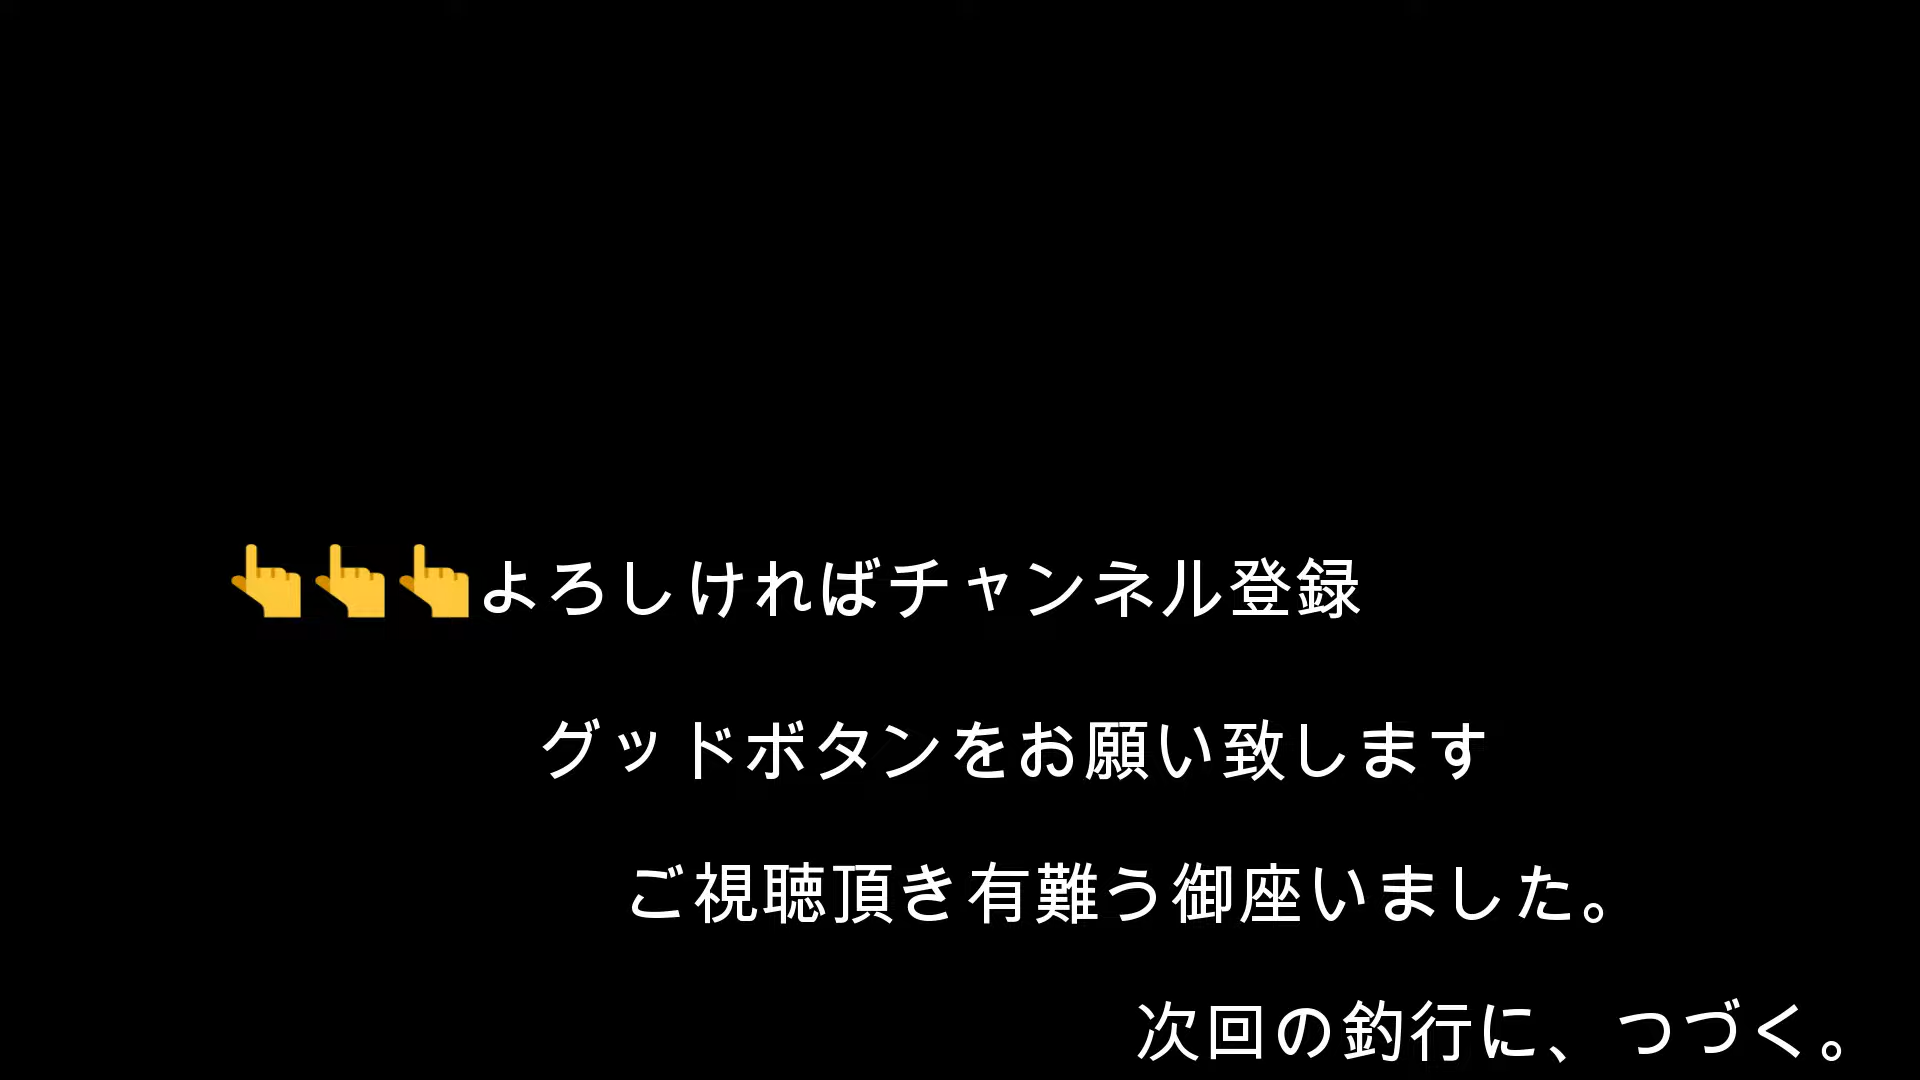 👆👆👆よろしければチャンネル登録
グッドボタンをお願い致します
ご視聴頂き有難う御座いました。
次回の釣行に、つづく。